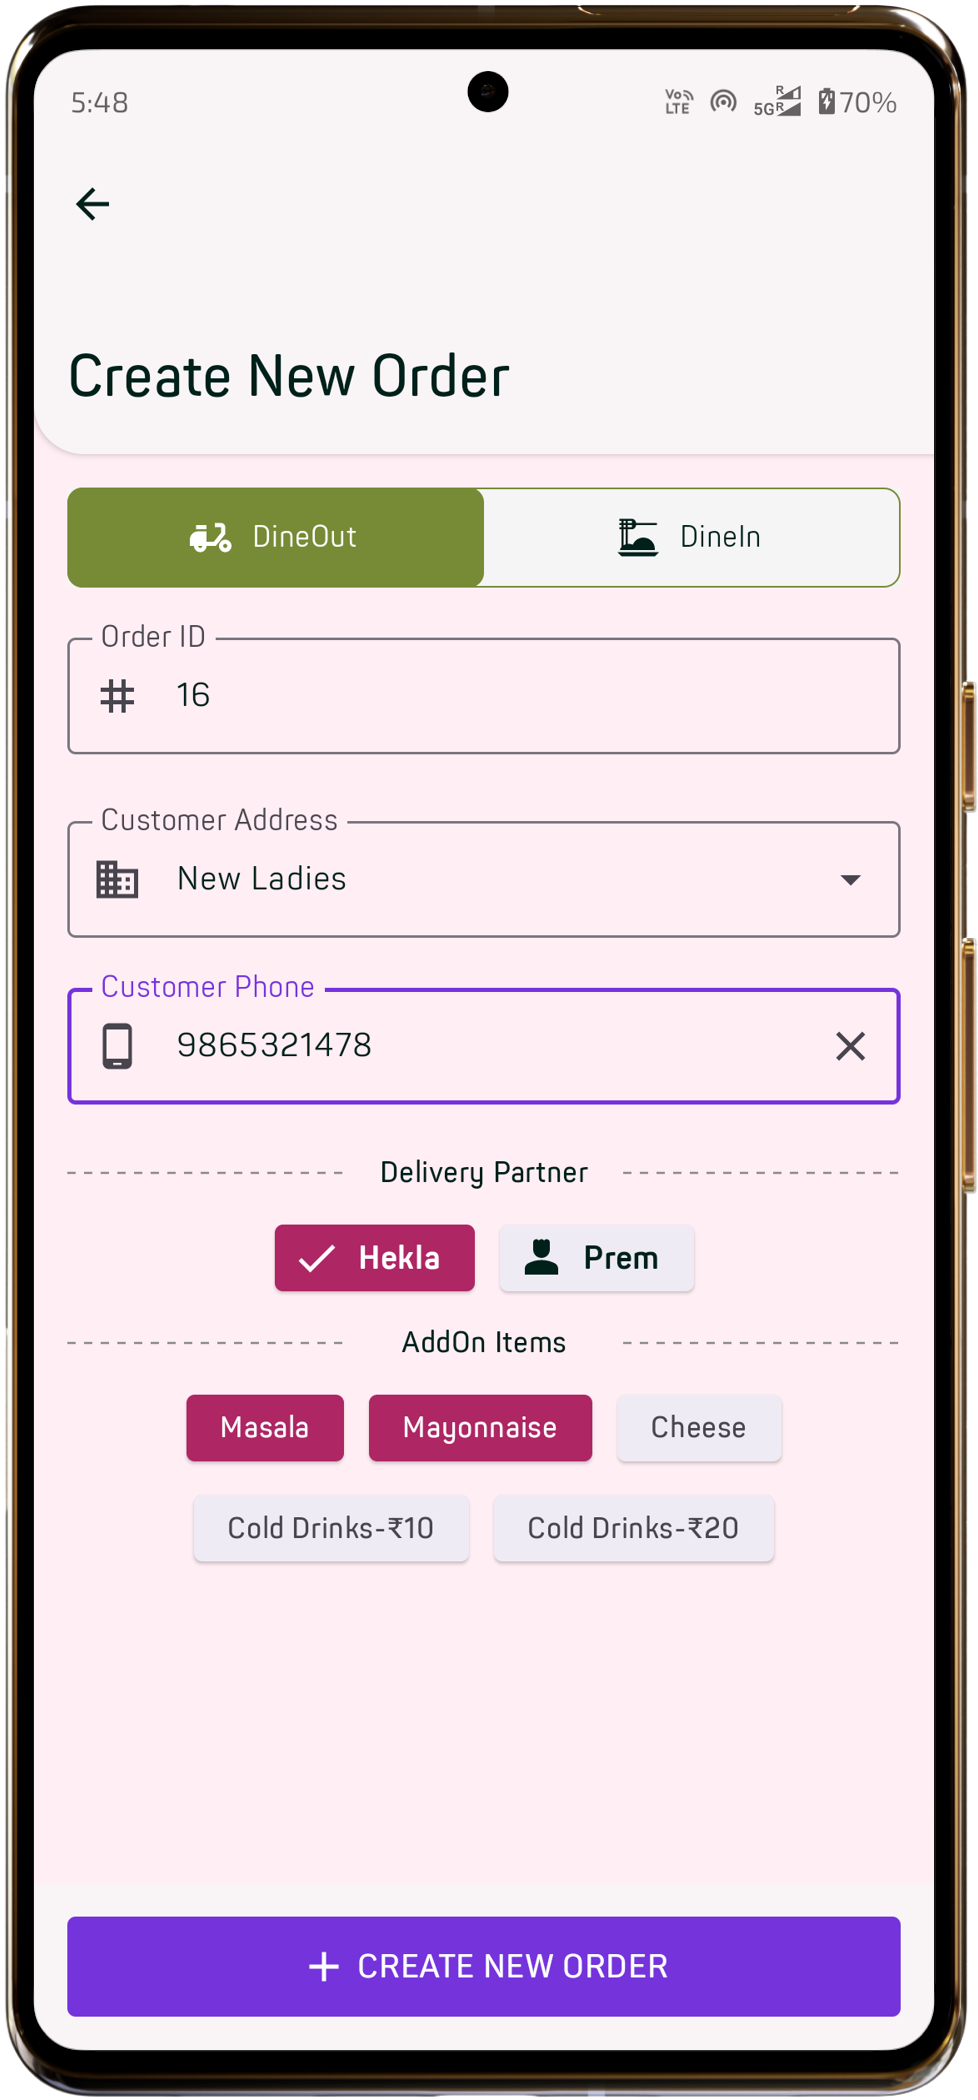 5:48
Vo LTE 5G R R 70%
Create New Order
DineOut DineIn
Order ID
16
Customer Address
New Ladies
Customer Phone
9865321478
Delivery Partner
Hekla Prem
AddOn Items
Masala Mayonnaise Cheese
Cold Drinks-₹10 Cold Drinks-₹20
+ CREATE NEW ORDER